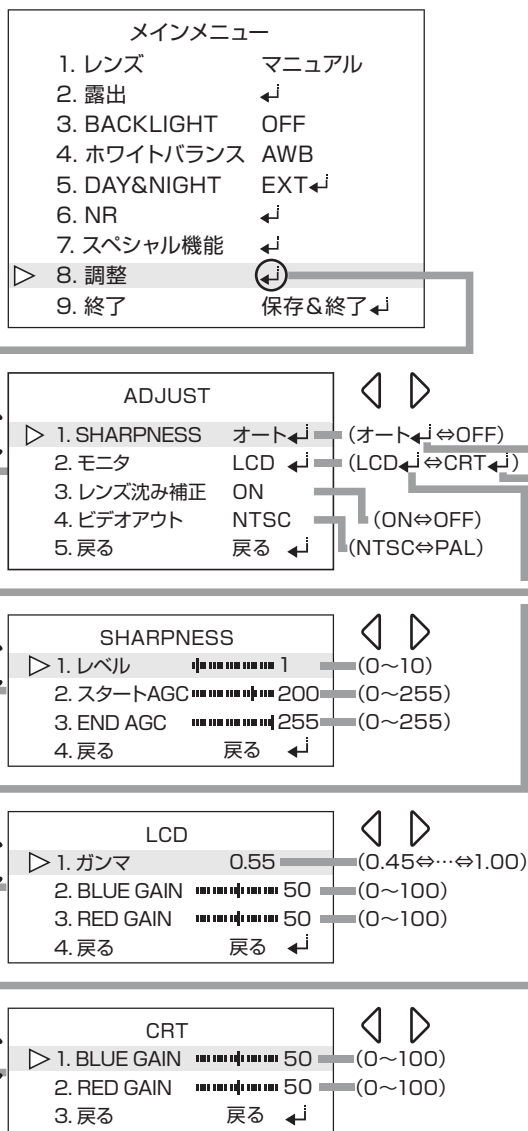 メインメニュー
1. レンズ マニュアル
2. 露出 ↲
3. BACKLIGHT OFF
4. ホワイトバランス AWB
5. DAY&NIGHT EXT↲
6. NR ↲
7. スペシャル機能 ↲
8. 調整 ↲
9. 終了 保存&終了↲
ADJUST
1. SHARPNESS オート↲ (オート↲⇔OFF)
2. モニタ LCD ↲ (LCD↲⇔CRT↲)
3. レンズ沈み補正 ON (ON⇔OFF)
4. ビデオアウト NTSC (NTSC⇔PAL)
5. 戻る 戻る ↲
SHARPNESS
1. レベル 1 (0〜10)
2. スタートAGC 200 (0〜255)
3. END AGC 255 (0〜255)
4. 戻る 戻る ↲
LCD
1. ガンマ 0.55 (0.45⇔…⇔1.00)
2. BLUE GAIN 50 (0〜100)
3. RED GAIN 50 (0〜100)
4. 戻る 戻る ↲
CRT
1. BLUE GAIN 50 (0〜100)
2. RED GAIN 50 (0〜100)
3. 戻る 戻る ↲